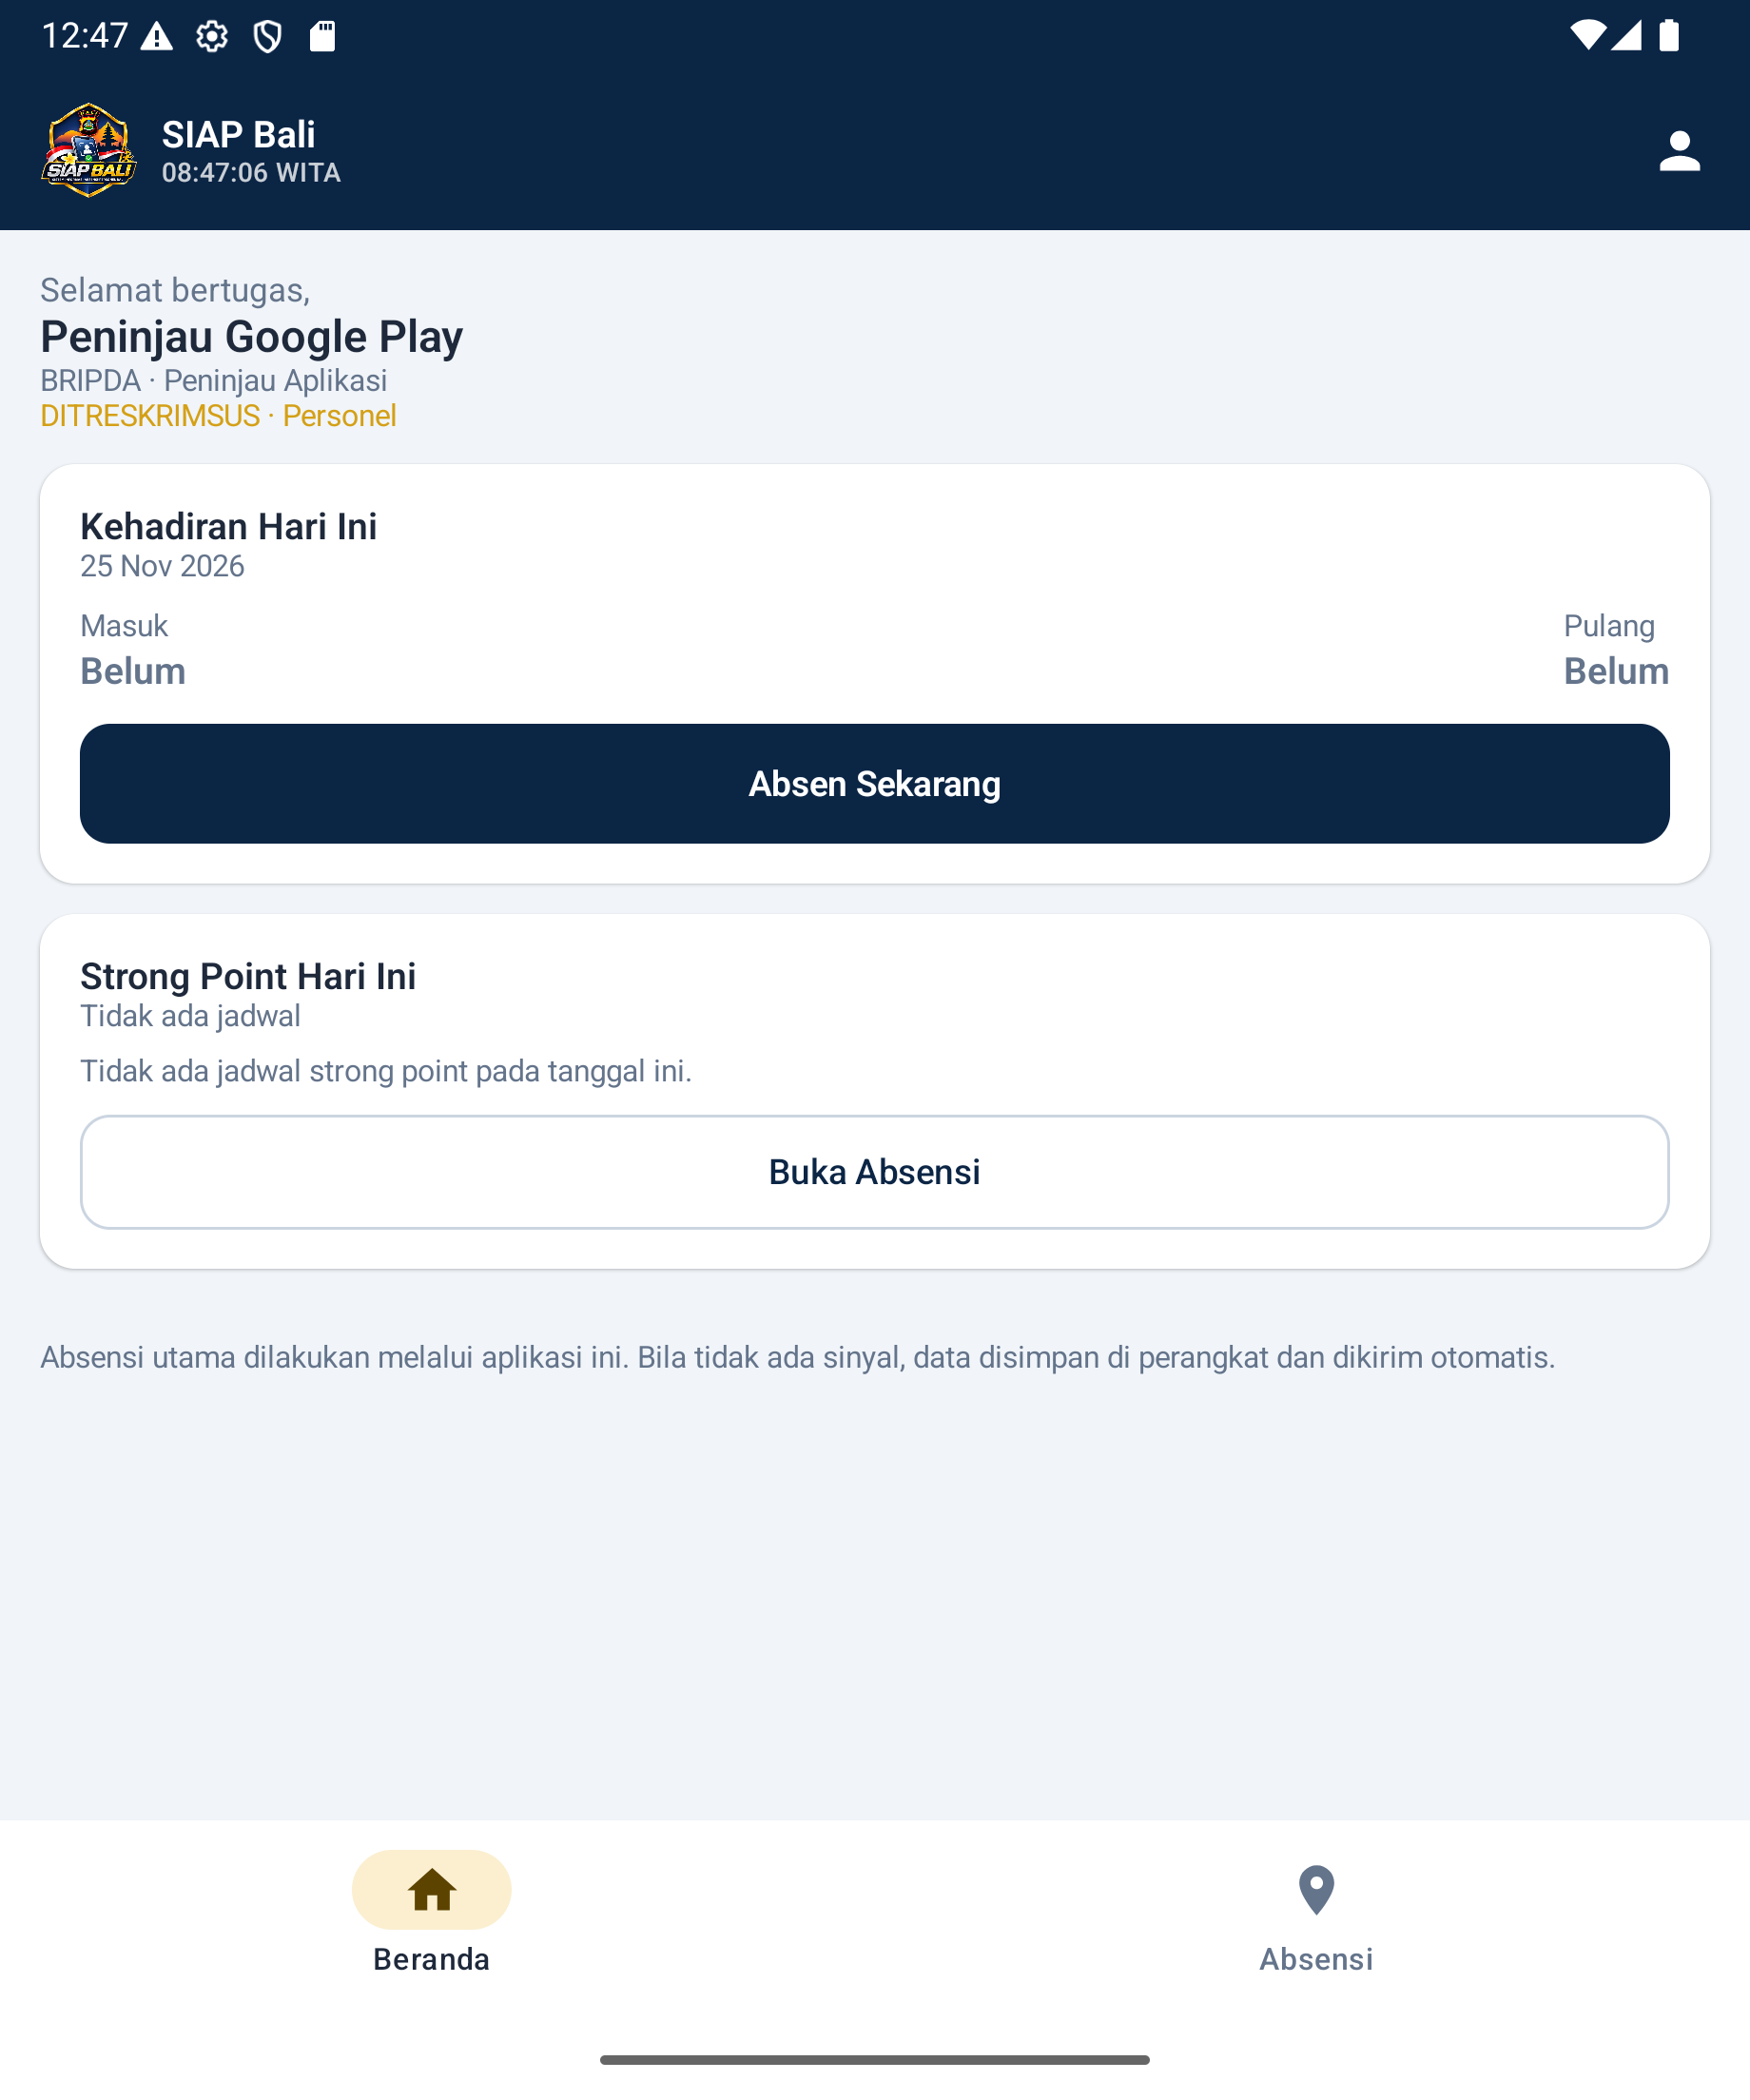 12:47
SIAP Bali
08:47:06 WITA
SIAP BALI
Selamat bertugas,
Peninjau Google Play
BRIPDA · Peninjau Aplikasi
DITRESKRIMSUS · Personel
Kehadiran Hari Ini
25 Nov 2026
Masuk
Pulang
Belum
Belum
Absen Sekarang
Strong Point Hari Ini
Tidak ada jadwal
Tidak ada jadwal strong point pada tanggal ini.
Buka Absensi
Absensi utama dilakukan melalui aplikasi ini. Bila tidak ada sinyal, data disimpan di perangkat dan dikirim otomatis.
Beranda
Absensi